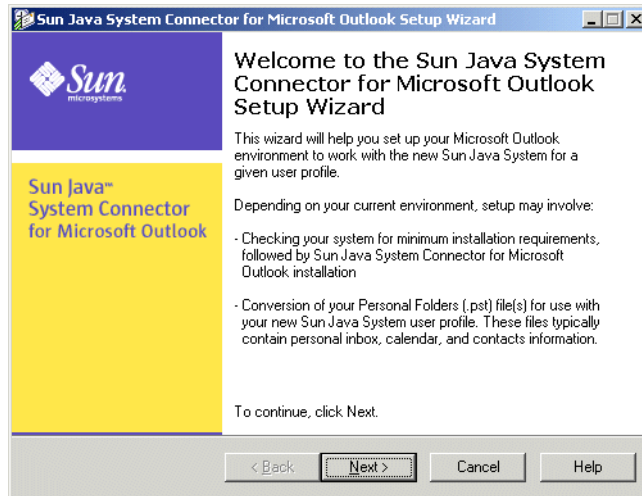 Sun Java System Connector for Microsoft Outlook Setup Wizard
Sun
microsystems
Sun Java™
System Connector
for Microsoft Outlook
Welcome to the Sun Java System
Connector for Microsoft Outlook
Setup Wizard
This wizard will help you set up your Microsoft Outlook
environment to work with the new Sun Java System for a
given user profile.
Depending on your current environment, setup may involve:
- Checking your system for minimum installation requirements,
followed by Sun Java System Connector for Microsoft
Outlook installation
- Conversion of your Personal Folders (.pst) file(s) for use with
your new Sun Java System user profile. These files typically
contain personal inbox, calendar, and contacts information.
To continue, click Next.
< Back
Next >
Cancel
Help